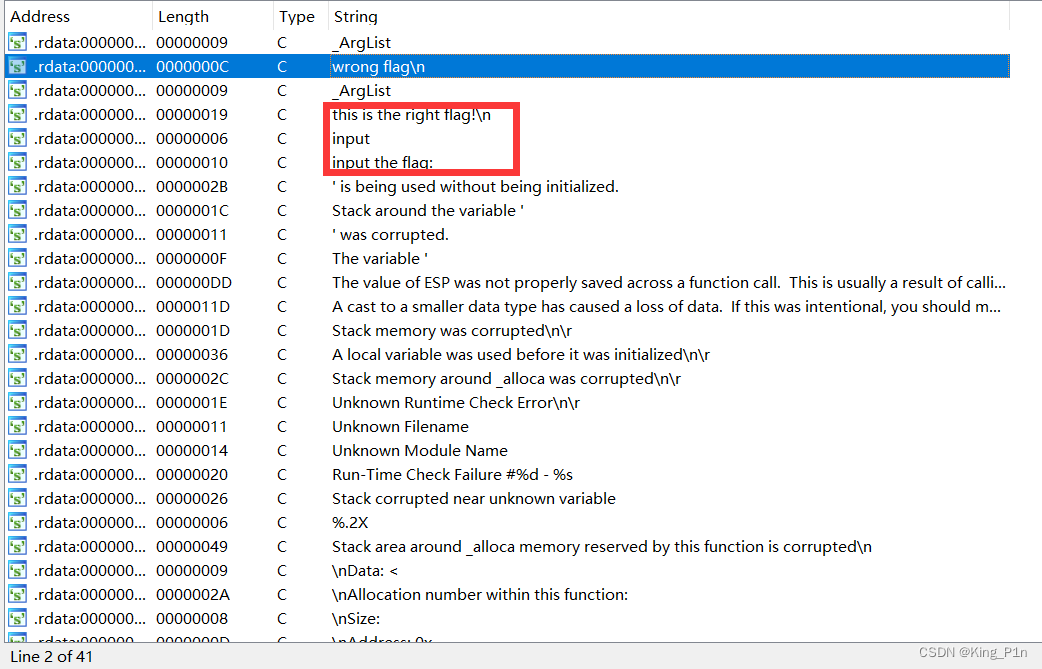 Address Length Type String
.rdata:000000... 00000009 C _ArgList
.rdata:000000... 0000000C C wrong flag\n
.rdata:000000... 00000009 C _ArgList
.rdata:000000... 00000019 C this is the right flag!\n
.rdata:000000... 00000006 C input
.rdata:000000... 00000010 C input the flag:
.rdata:000000... 0000002B C ' is being used without being initialized.
.rdata:000000... 0000001C C Stack around the variable '
.rdata:000000... 00000011 C ' was corrupted.
.rdata:000000... 0000000F C The variable '
.rdata:000000... 000000DD C The value of ESP was not properly saved across a function call.  This is usually a result of calli...
.rdata:000000... 0000011D C A cast to a smaller data type has caused a loss of data.  If this was intentional, you should m...
.rdata:000000... 0000001D C Stack memory was corrupted\n\r
.rdata:000000... 00000036 C A local variable was used before it was initialized\n\r
.rdata:000000... 0000002C C Stack memory around _alloca was corrupted\n\r
.rdata:000000... 0000001E C Unknown Runtime Check Error\n\r
.rdata:000000... 00000011 C Unknown Filename
.rdata:000000... 00000014 C Unknown Module Name
.rdata:000000... 00000020 C Run-Time Check Failure #%d - %s
.rdata:000000... 00000026 C Stack corrupted near unknown variable
.rdata:000000... 00000006 C %.2X
.rdata:000000... 00000049 C Stack area around _alloca memory reserved by this function is corrupted\n
.rdata:000000... 00000009 C \nData: <
.rdata:000000... 0000002A C \nAllocation number within this function:
.rdata:000000... 00000008 C \nSize:
.rdata:000000... 0000000D C \nAddress: 0x
Line 2 of 41
CSDN @King_P1n